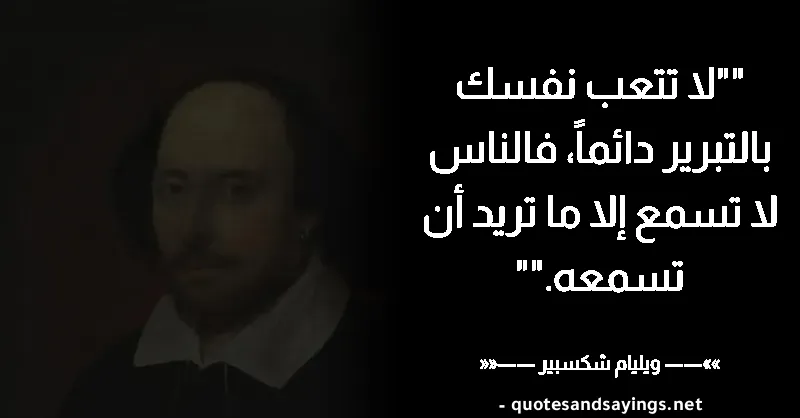 ""لا تتعب نفسك
بالتبرير دائماً، فالناس
لا تسمع إلا ما تريد أن
تسمعه.""
»»—— ويليام شكسبير ——««
- quotesandsayings.net